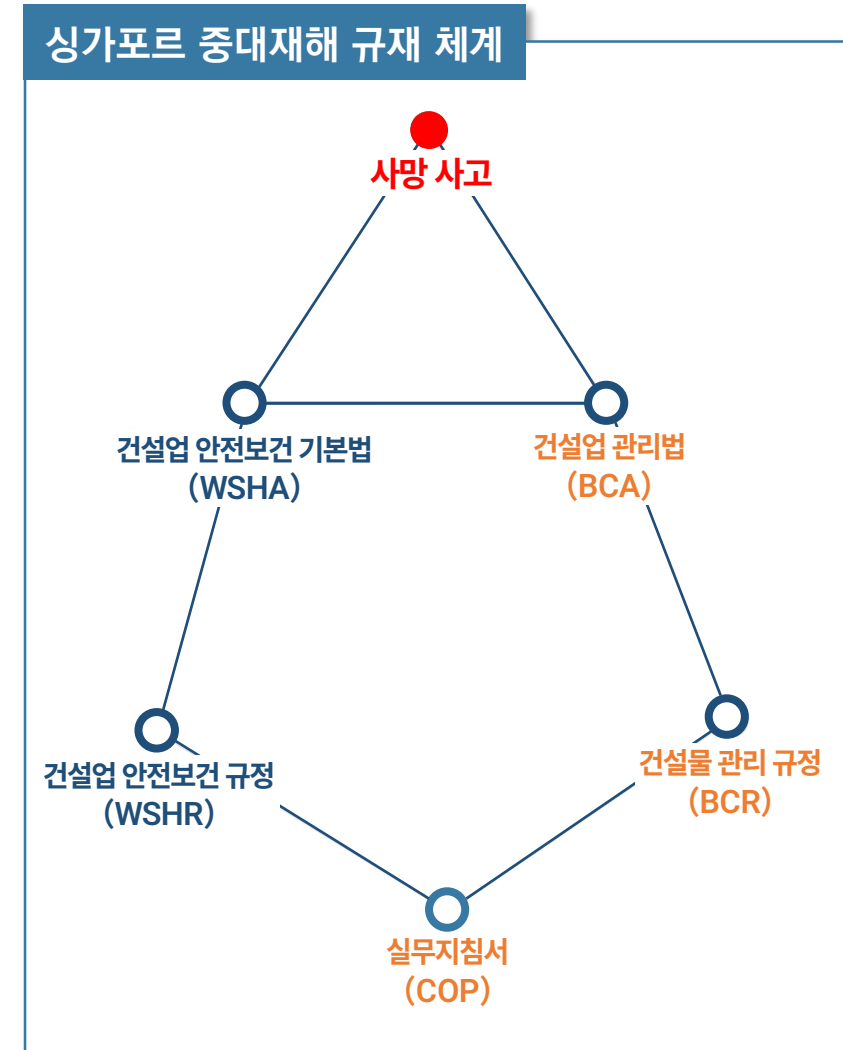 싱가포르 중대재해 규재 체계
사망 사고
건설업 안전보건 기본법
(WSHA)
건설업 관리법
(BCA)
건설업 안전보건 규정
(WSHR)
건설물 관리 규정
(BCR)
실무지침서
(COP)